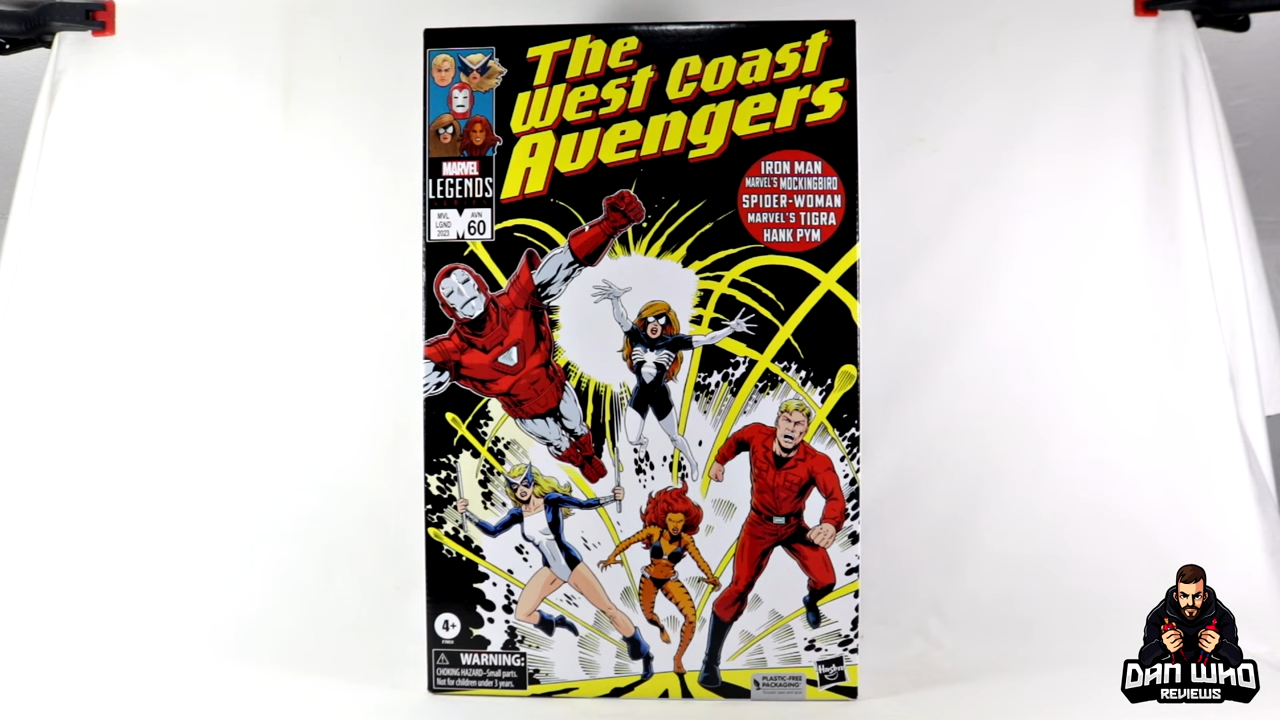 The
West Coast
Avengers
MARVEL
LEGENDS
SERIES
MVL
LGND
2023
AVN
60
IRON MAN
MARVEL'S MOCKINGBIRD
SPIDER-WOMAN
MARVEL'S TIGRA
HANK PYM
4+
WARNING:
CHOKING HAZARD–Small parts.
Not for children under 3 years.
PLASTIC-FREE
PACKAGING*
Hasbro
DAN WHO
REVIEWS